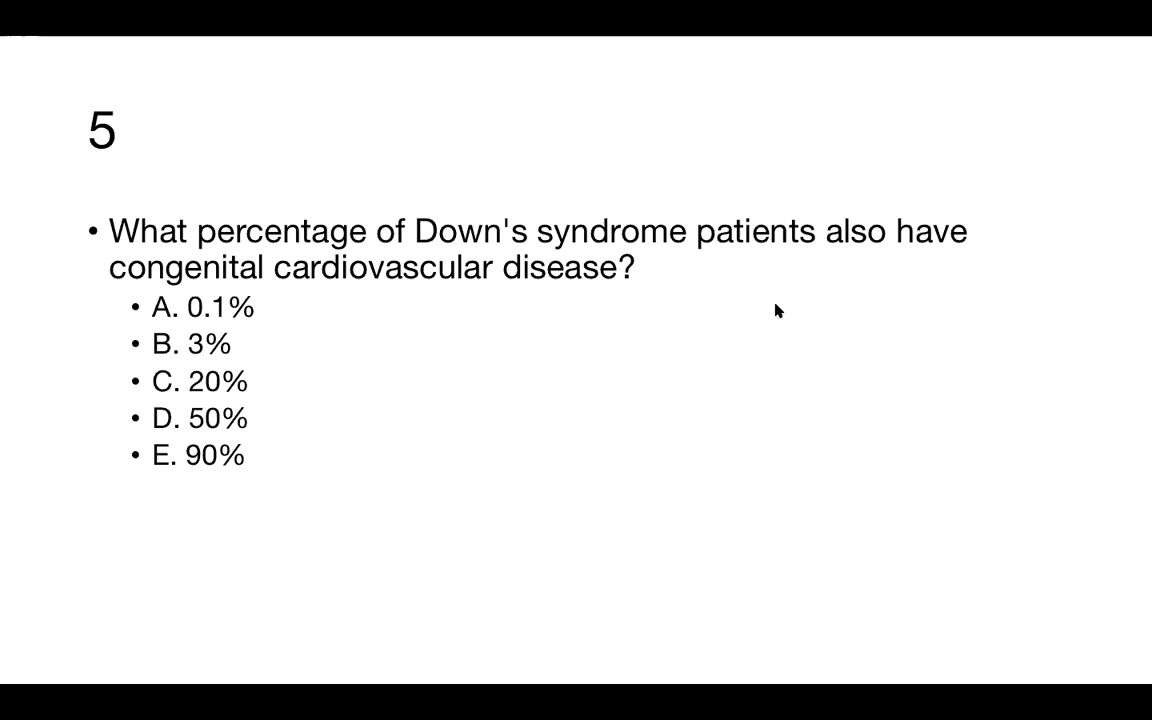 5
• What percentage of Down's syndrome patients also have
congenital cardiovascular disease?
• A. 0.1%
• B. 3%
• C. 20%
• D. 50%
• E. 90%